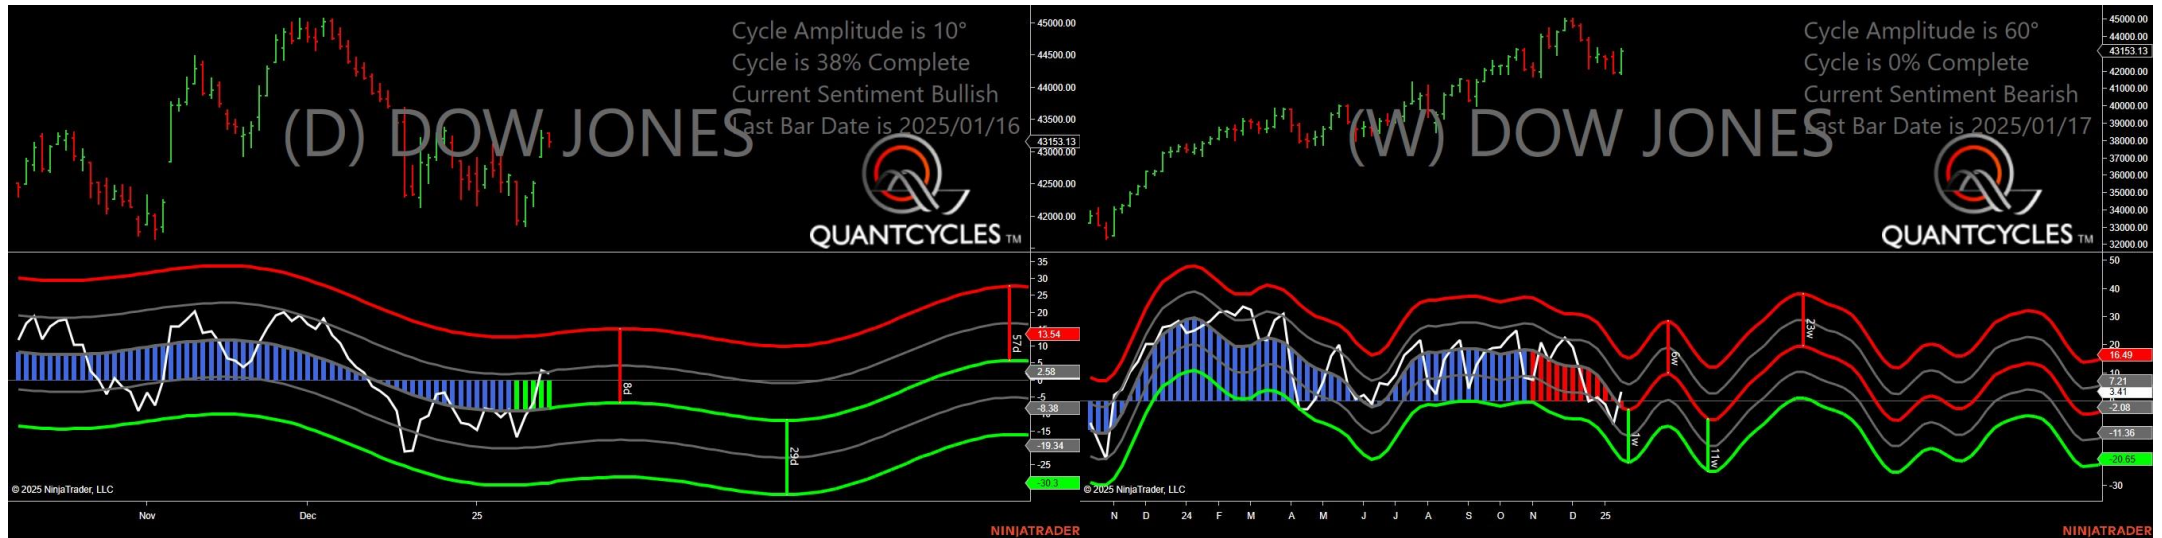 Cycle Amplitude is 10°
Cycle is 38% Complete
Current Sentiment Bullish
Last Bar Date is 2025/01/16
(D) DOW JONES
QUANTCYCLES TM
45000.00
44500.00
44000.00
43500.00
43153.13
43000.00
42500.00
42000.00
35
30
25
20
13.54
10
5
2.58
-5
-8.38
-15
-19.34
-25
-30.3
8d
29d
57d
© 2025 NinjaTrader, LLC
Nov
Dec
25
NINJATRADER
Cycle Amplitude is 60°
Cycle is 0% Complete
Current Sentiment Bearish
Last Bar Date is 2025/01/17
(W) DOW JONES
QUANTCYCLES TM
45000.00
44000.00
43153.13
42000.00
41000.00
40000.00
39000.00
38000.00
37000.00
36000.00
35000.00
34000.00
33000.00
32000.00
50
40
30
20
16.49
10
7.21
3.41
-2.08
-11.36
-20.65
-30
1w
6w
11w
23w
© 2025 NinjaTrader, LLC
N
D
24
F
M
A
M
J
J
A
S
O
N
D
25
NINJATRADER